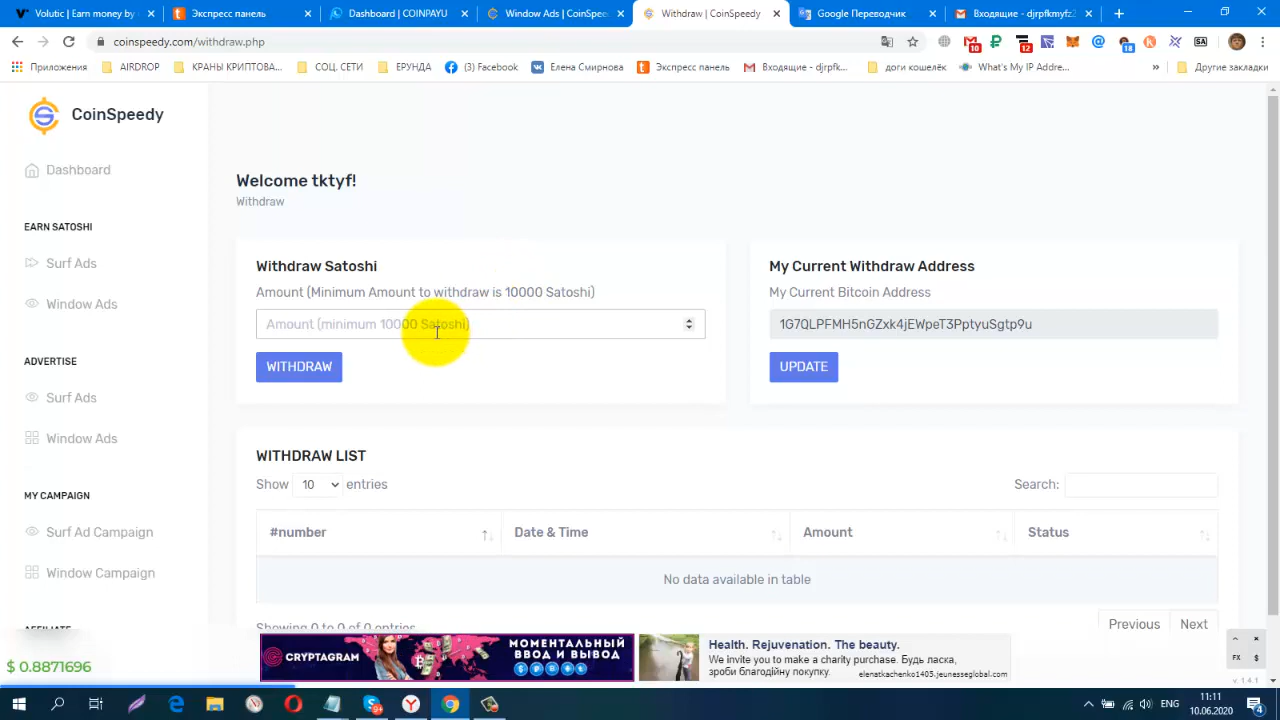 Volutic | Earn money by
Экспресс панель
Dashboard | COINPAYU
Window Ads | CoinSpee
Withdraw | CoinSpeedy
Google Переводчик
Входящие - djrpfkmyfz2
coinspeedy.com/withdraw.php
Приложения
AIRDROP
КРАНЫ КРИПТОВА...
СОЦ. СЕТИ
ЕРУНДА
(3) Facebook
Елена Смирнова
Экспресс панель
Входящие - djrpfk...
доги кошелёк
What's My IP Addre...
»
Другие закладки
CoinSpeedy
Dashboard
EARN SATOSHI
Surf Ads
Window Ads
ADVERTISE
Surf Ads
Window Ads
MY CAMPAIGN
Surf Ad Campaign
Window Campaign
AFFILIATE
$ 0.8871696
Welcome tktyf!
Withdraw
Withdraw Satoshi
Amount (Minimum Amount to withdraw is 10000 Satoshi)
Amount (minimum 10000 Satoshi)
WITHDRAW
My Current Withdraw Address
My Current Bitcoin Address
1G7QLPFMH5nGZxk4jEWpeT3PptyuSgtp9u
UPDATE
WITHDRAW LIST
Show 10 entries
Search:
#number Date & Time Amount Status
No data available in table
Showing 0 to 0 of 0 entries
Previous Next
CRYPTAGRAM
МОМЕНТАЛЬНЫЙ
ВВОД И ВЫВОД
Health. Rejuvenation. The beauty.
We invite you to make a charity purchase. Будь ласка,
зроби благодійну покупку.
elenatkachenko1405.jeunesseglobal.com
FX $
v. 1.4.1
ENG
11:11
10.06.2020